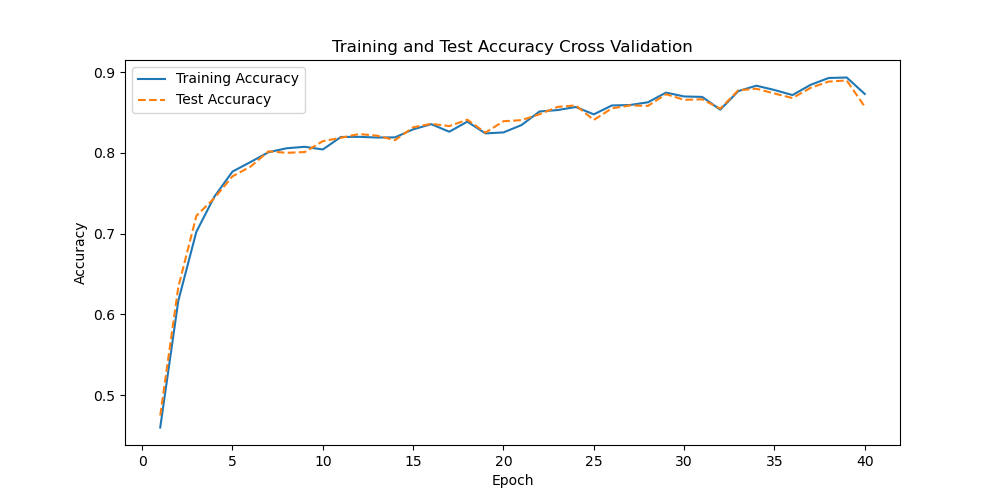 Training and Test Accuracy Cross Validation
Training Accuracy
Test Accuracy
0.9
0.8
0.7
0.6
0.5
Accuracy
0 5 10 15 20 25 30 35 40
Epoch